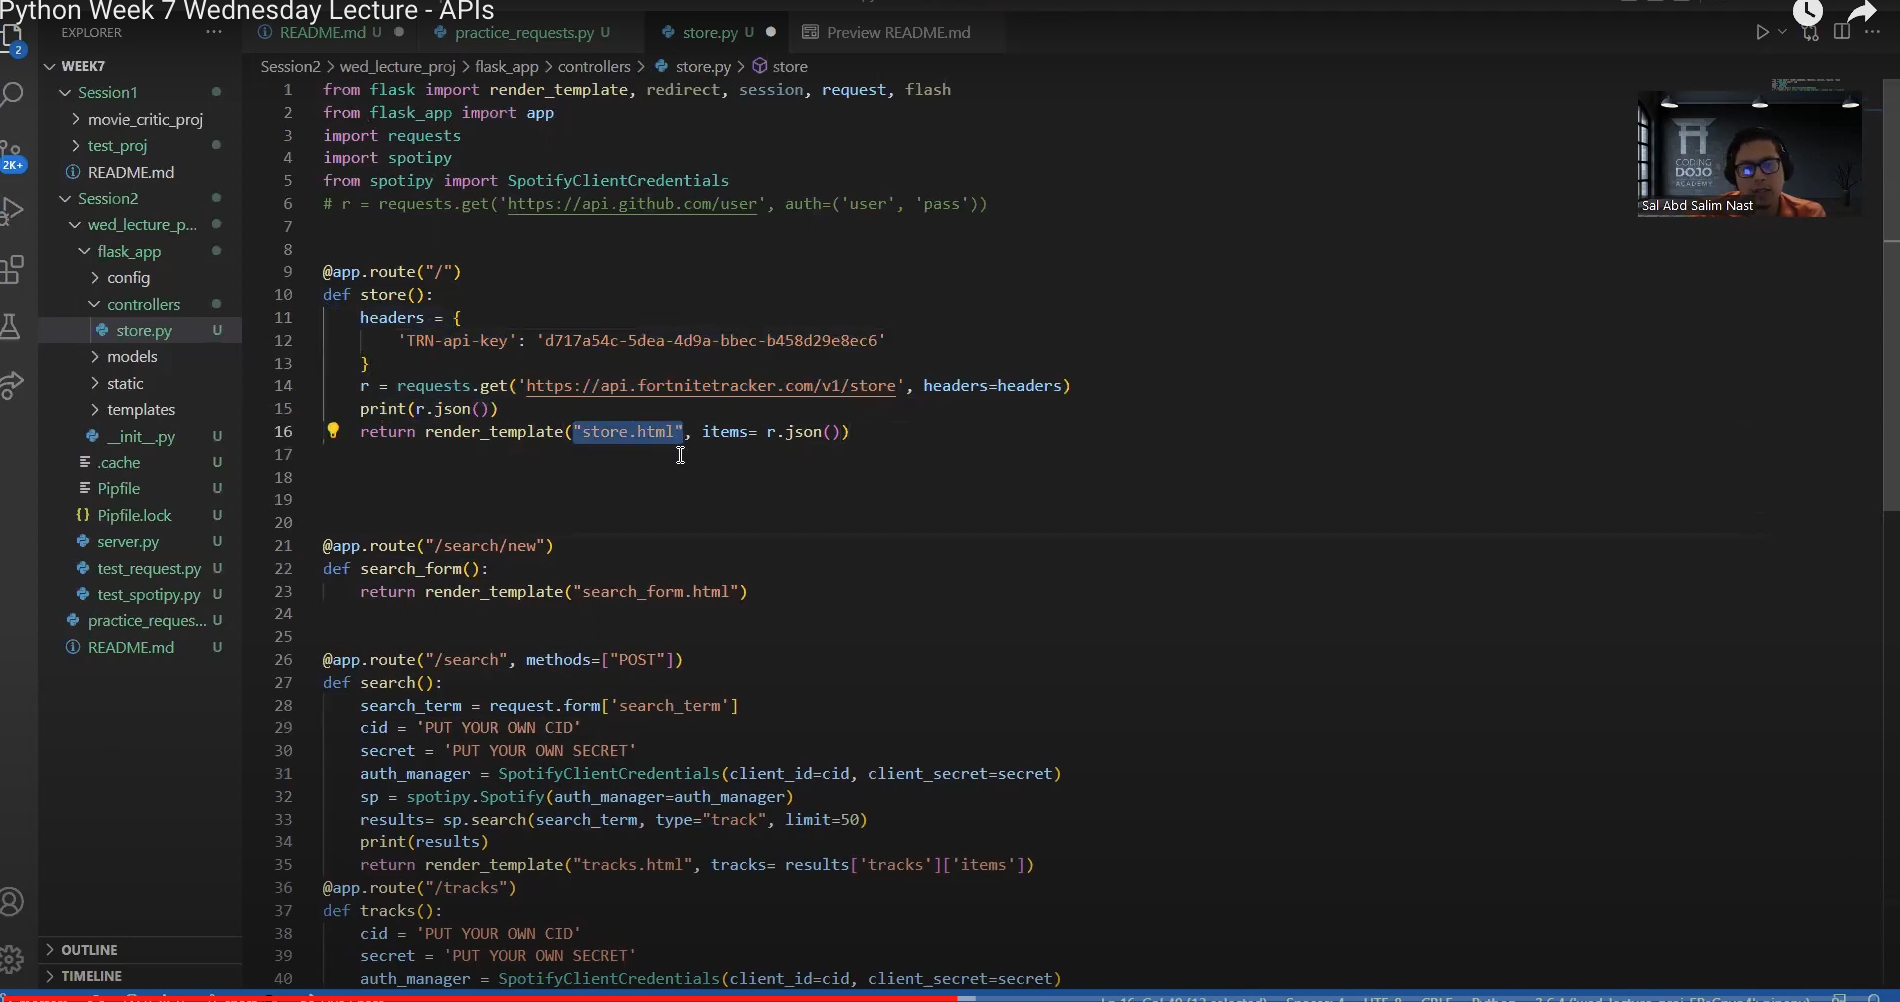 Python Week 7 Wednesday Lecture - APIs
EXPLORER
README.md U
practice_requests.py U
store.py U
Preview README.md
2
WEEK7
Session2 > wed_lecture_proj > flask_app > controllers > store.py > store
Session1
movie_critic_proj
test_proj
README.md
Session2
wed_lecture_p...
flask_app
config
controllers
store.py U
models
static
templates
__init__.py U
.cache U
Pipfile U
Pipfile.lock U
server.py U
test_request.py U
test_spotipy.py U
practice_reques... U
README.md U
OUTLINE
TIMELINE
2K+
1 from flask import render_template, redirect, session, request, flash
2 from flask_app import app
3 import requests
4 import spotipy
5 from spotipy import SpotifyClientCredentials
6 # r = requests.get('https://api.github.com/user', auth=('user', 'pass'))
7
8
9 @app.route("/")
10 def store():
11 headers = {
12 'TRN-api-key': 'd717a54c-5dea-4d9a-bbec-b458d29e8ec6'
13 }
14 r = requests.get('https://api.fortnitetracker.com/v1/store', headers=headers)
15 print(r.json())
16 return render_template("store.html", items= r.json())
17
18
19
20
21 @app.route("/search/new")
22 def search_form():
23 return render_template("search_form.html")
24
25
26 @app.route("/search", methods=["POST"])
27 def search():
28 search_term = request.form['search_term']
29 cid = 'PUT YOUR OWN CID'
30 secret = 'PUT YOUR OWN SECRET'
31 auth_manager = SpotifyClientCredentials(client_id=cid, client_secret=secret)
32 sp = spotipy.Spotify(auth_manager=auth_manager)
33 results= sp.search(search_term, type="track", limit=50)
34 print(results)
35 return render_template("tracks.html", tracks= results['tracks']['items'])
36 @app.route("/tracks")
37 def tracks():
38 cid = 'PUT YOUR OWN CID'
39 secret = 'PUT YOUR OWN SECRET'
40 auth_manager = SpotifyClientCredentials(client_id=cid, client_secret=secret)
CODING
DOJO
ACADEMY
Sal Abd Salim Nast